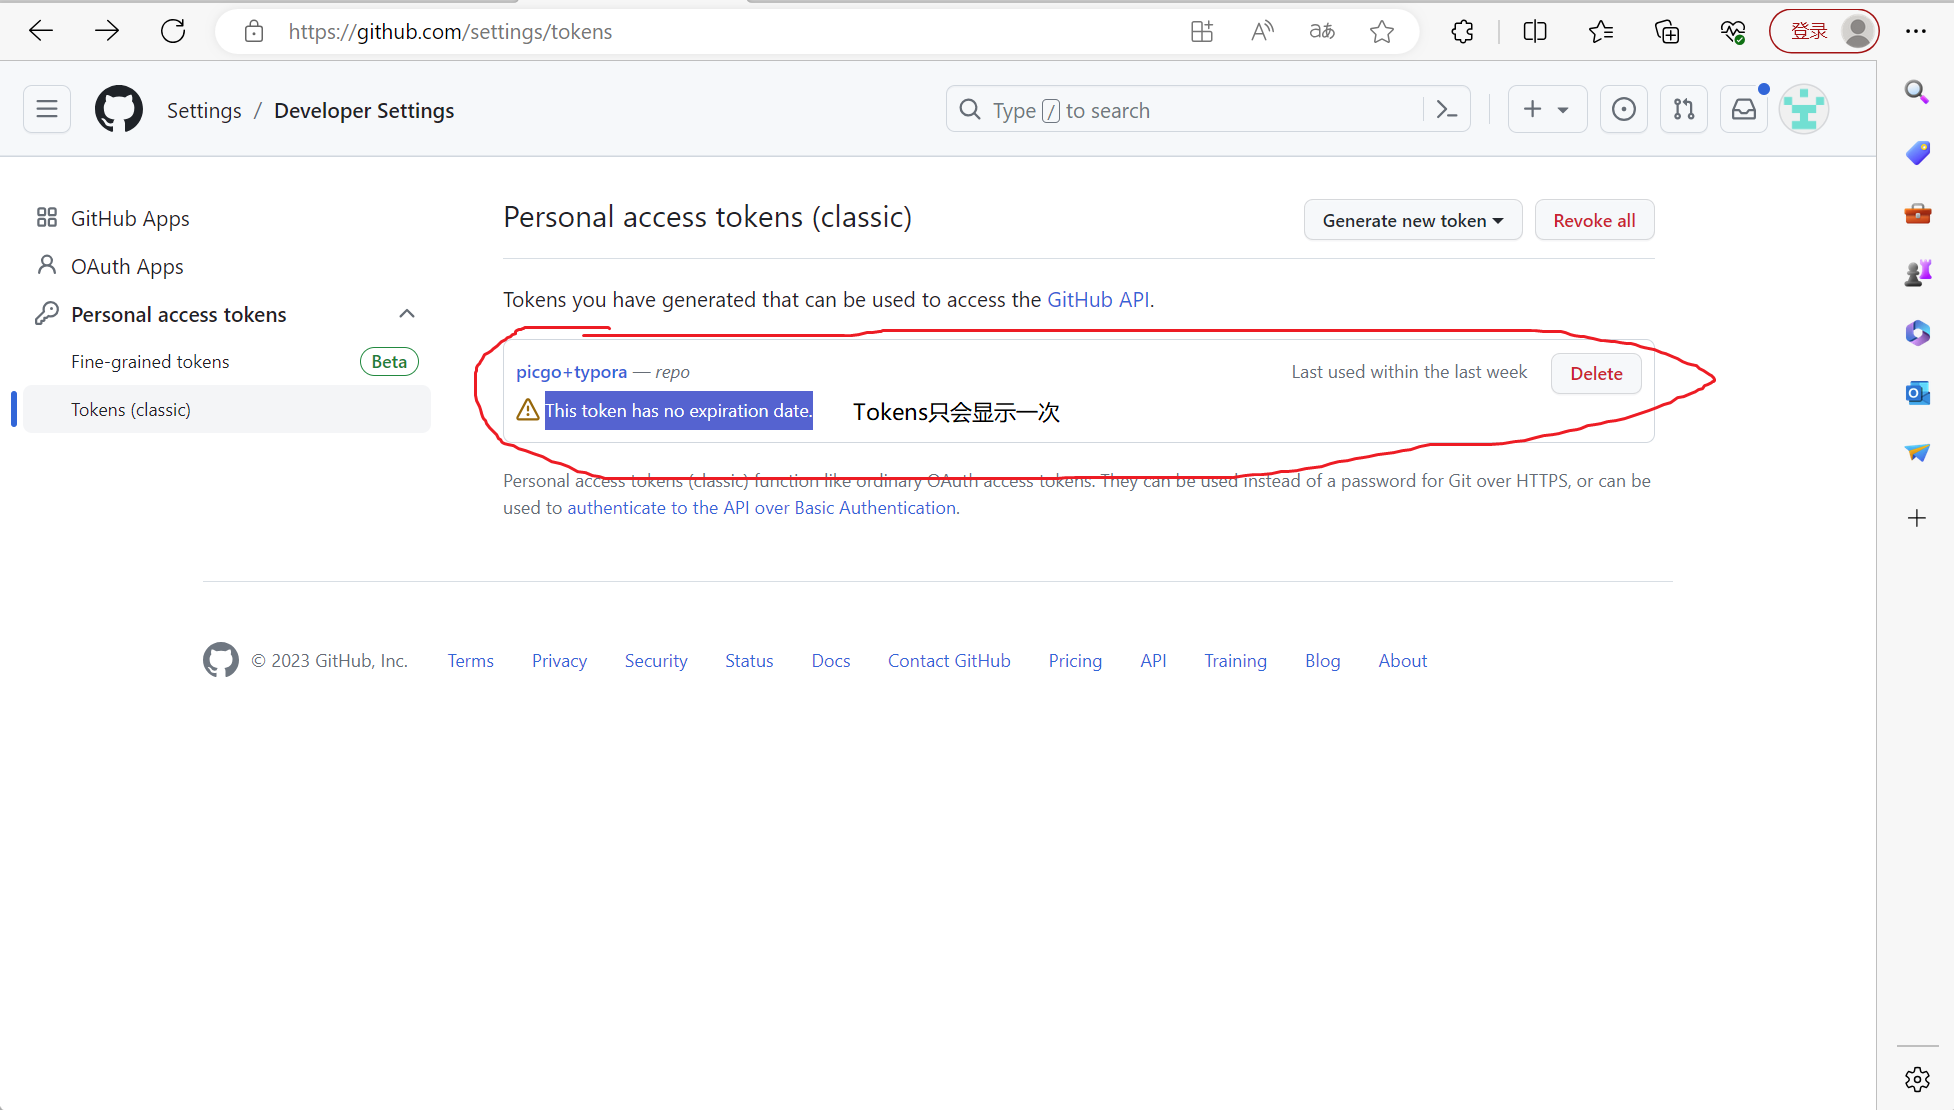 https://github.com/settings/tokens
登录
Settings / Developer Settings
Type / to search
GitHub Apps
OAuth Apps
Personal access tokens
Fine-grained tokens Beta
Tokens (classic)
Personal access tokens (classic)
Generate new token
Revoke all
Tokens you have generated that can be used to access the GitHub API.
picgo+typora — repo
Last used within the last week
Delete
This token has no expiration date.
Tokens只会显示一次
Personal access tokens (classic) function like ordinary OAuth access tokens. They can be used instead of a password for Git over HTTPS, or can be
used to authenticate to the API over Basic Authentication.
© 2023 GitHub, Inc. Terms Privacy Security Status Docs Contact GitHub Pricing API Training Blog About